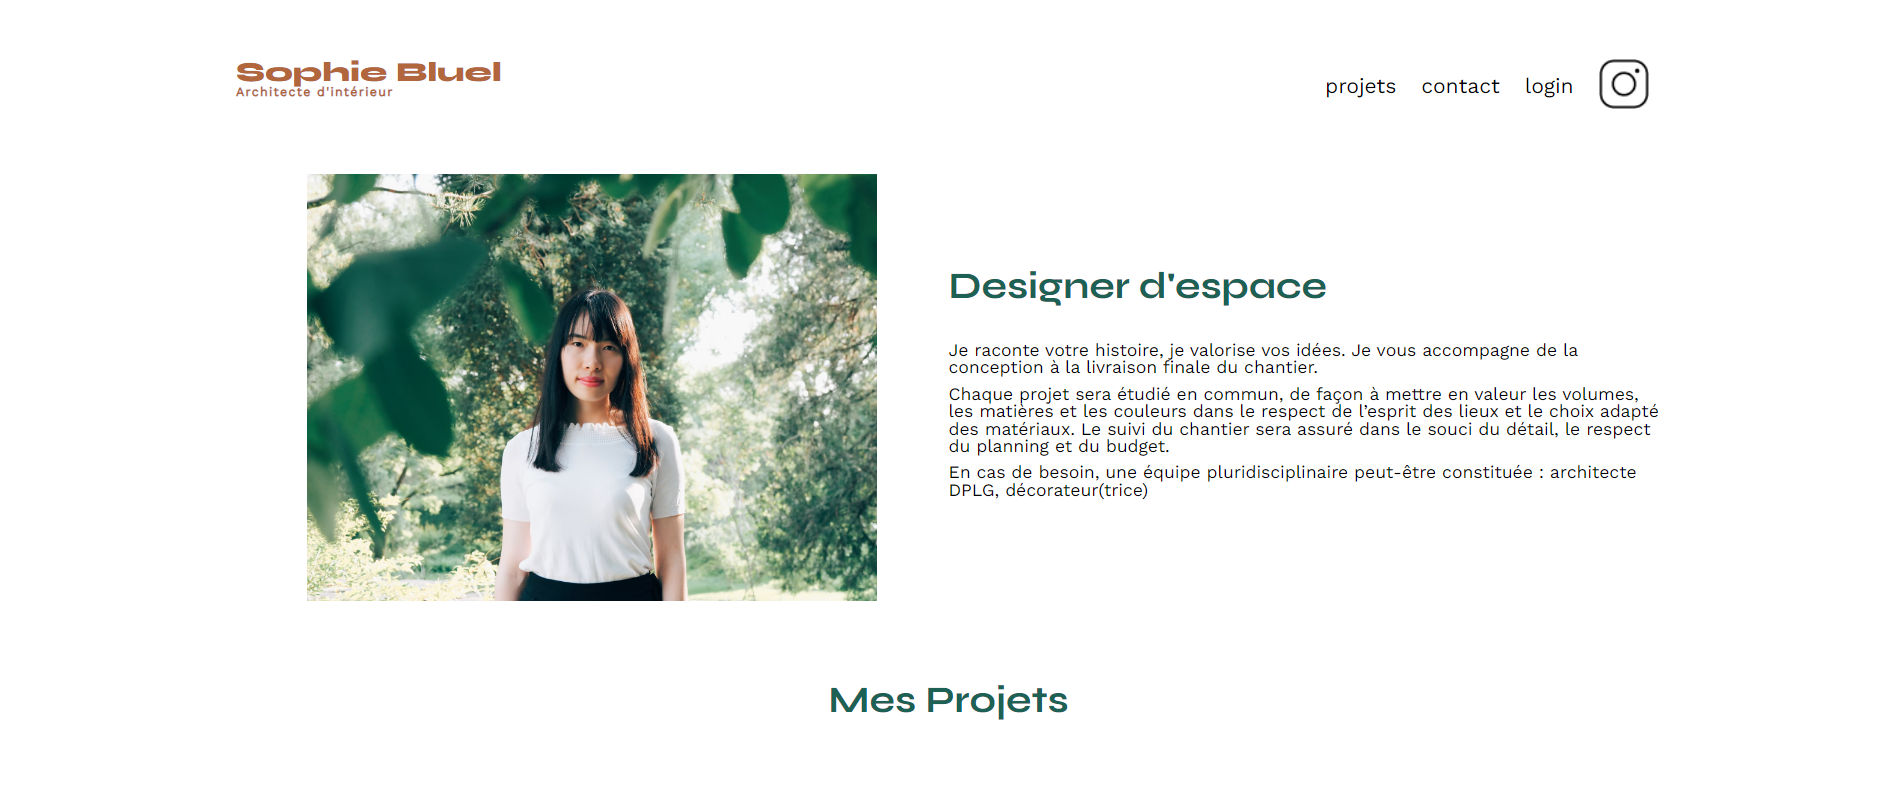 Sophie Bluel
Architecte d'intérieur
projets contact login
Designer d'espace
Je raconte votre histoire, je valorise vos idées. Je vous accompagne de la
conception à la livraison finale du chantier.
Chaque projet sera étudié en commun, de façon à mettre en valeur les volumes,
les matières et les couleurs dans le respect de l’esprit des lieux et le choix adapté
des matériaux. Le suivi du chantier sera assuré dans le souci du détail, le respect
du planning et du budget.
En cas de besoin, une équipe pluridisciplinaire peut-être constituée : architecte
DPLG, décorateur(trice)
Mes Projets